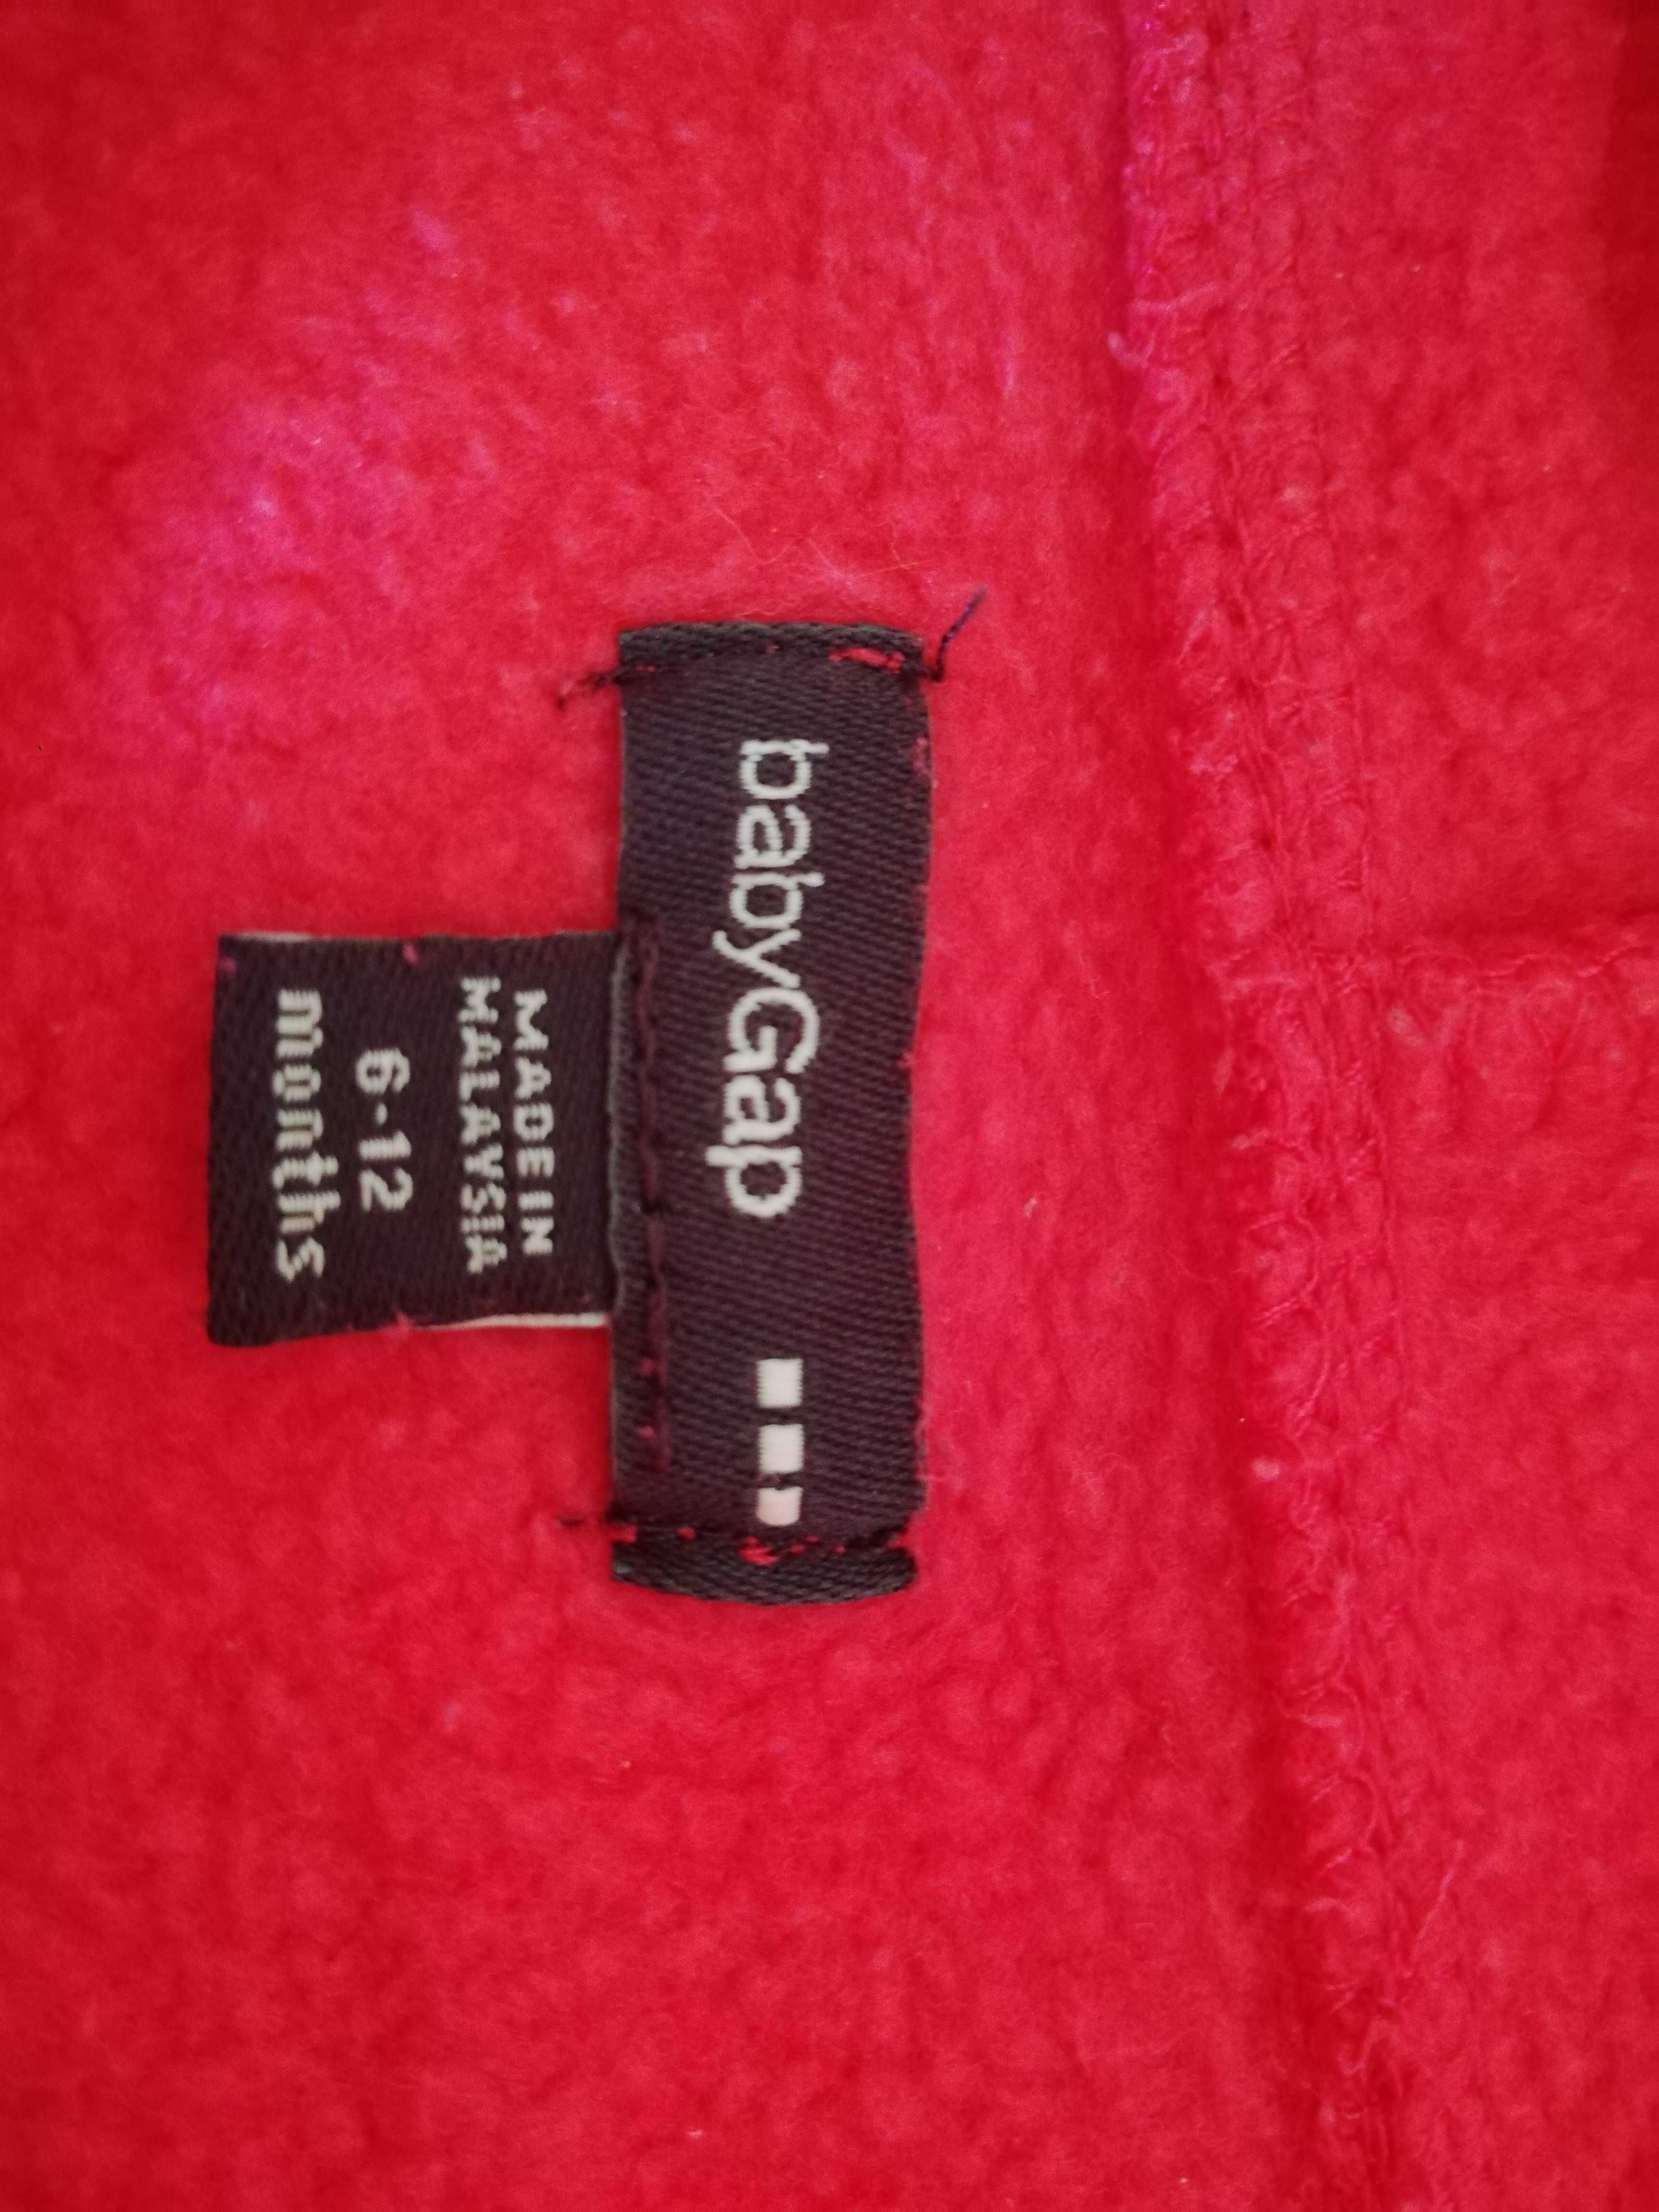 babyGap
MADE IN
MALAYSIA
6-12
months